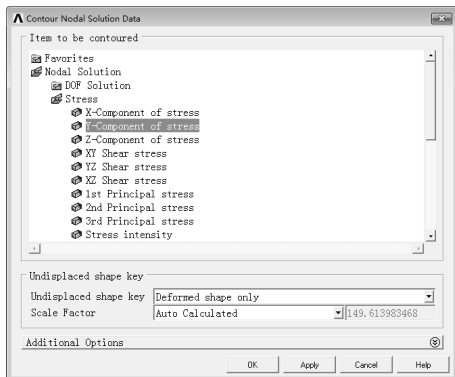 Contour Nodal Solution Data
Item to be contoured
Favorites
Nodal Solution
DOF Solution
Stress
X-Component of stress
Y-Component of stress
Z-Component of stress
XY Shear stress
YZ Shear stress
XZ Shear stress
1st Principal stress
2nd Principal stress
3rd Principal stress
Stress intensity
Undisplaced shape key
Undisplaced shape key Deformed shape only
Scale Factor Auto Calculated 149.613983468
Additional Options
OK Apply Cancel Help